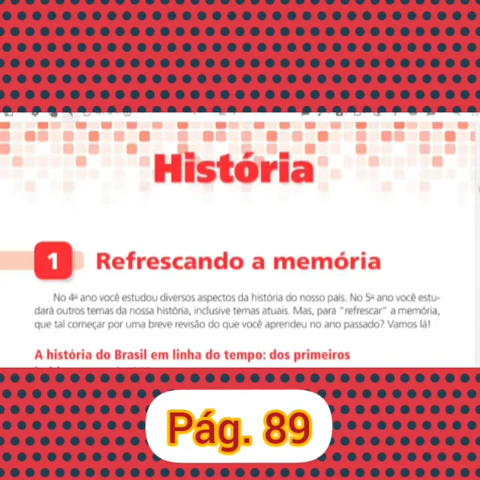 História
1 Refrescando a memória
No 4º ano você estudou diversos aspectos da história do nosso país. No 5º ano você estu-
dará outros temas da nossa história, inclusive temas atuais. Mas, para "refrescar" a memória,
que tal começar por uma breve revisão do que você aprendeu no ano passado? Vamos lá!
A história do Brasil em linha do tempo: dos primeiros
Pág. 89